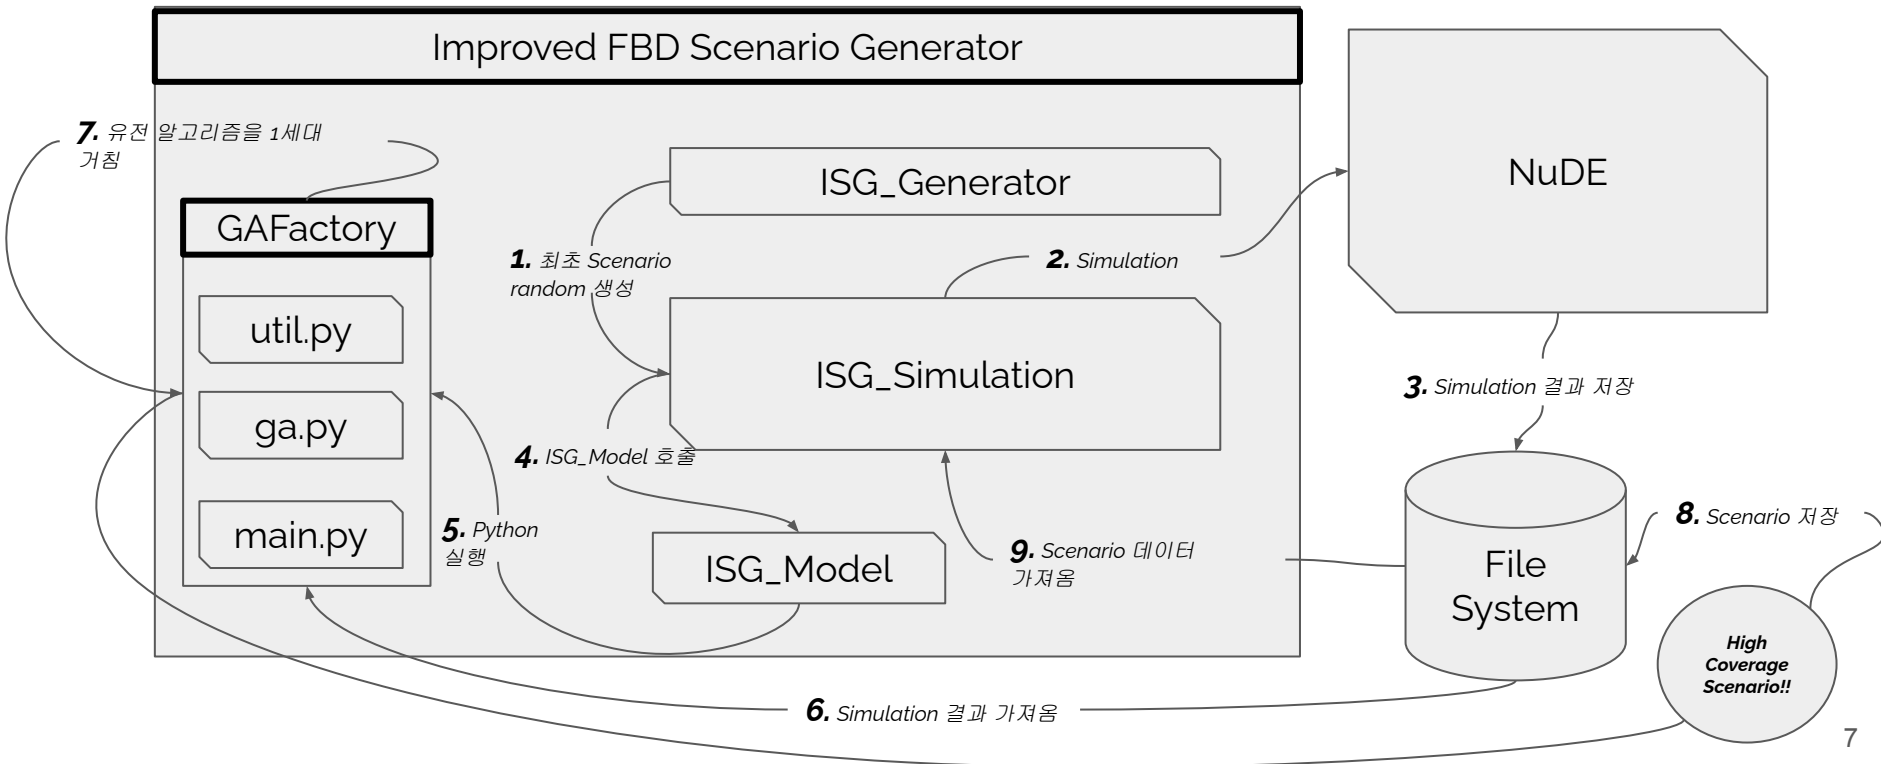 Improved FBD Scenario Generator
7. 유전 알고리즘을 1세대
거침
GAFactory
util.py
ga.py
main.py
ISG_Generator
1. 최초 Scenario
random 생성
2. Simulation
NuDE
ISG_Simulation
3. Simulation 결과 저장
4. ISG_Model 호출
5. Python
실행
ISG_Model
9. Scenario 데이터
가져옴
File
System
8. Scenario 저장
High
Coverage
Scenario!!
6. Simulation 결과 가져옴
7